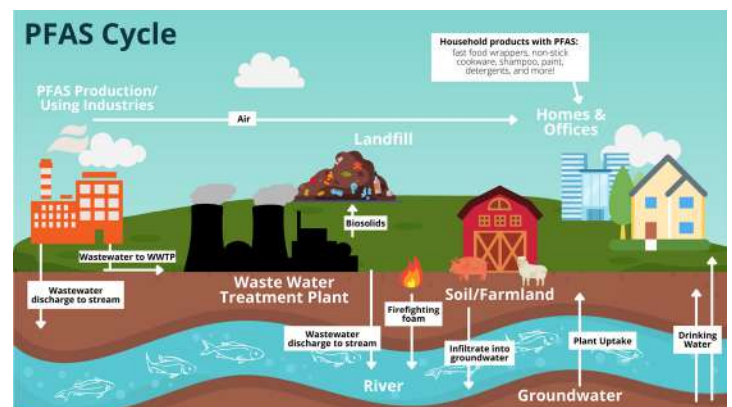 PFAS Cycle
Household products with PFAS:
fast food wrappers, non-stick
cookware, shampoo, paint,
detergents, and more!
PFAS Production/
Using Industries
Air
Homes &
Offices
Landfill
Biosolids
Wastewater to WWTP
Wastewater
discharge to stream
Waste Water
Treatment Plant
Soil/Farmland
Firefighting
foam
Wastewater
discharge to stream
Infiltrate into
groundwater
Plant Uptake
Drinking
Water
River
Groundwater